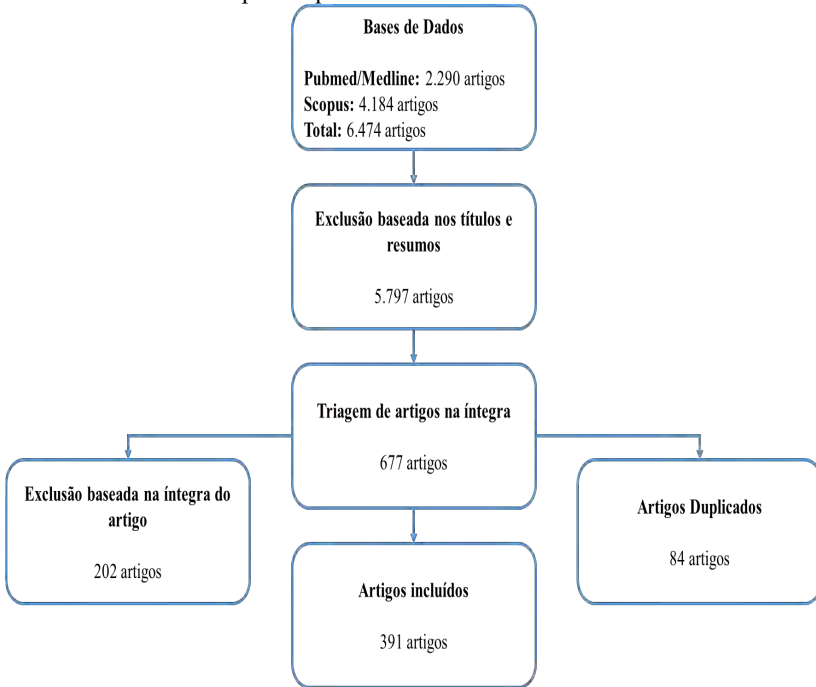 Bases de Dados
Pubmed/Medline: 2.290 artigos
Scopus: 4.184 artigos
Total: 6.474 artigos
Exclusão baseada nos títulos e
resumos
5.797 artigos
Triagem de artigos na íntegra
677 artigos
Exclusão baseada na íntegra do
artigo
202 artigos
Artigos Duplicados
84 artigos
Artigos incluídos
391 artigos